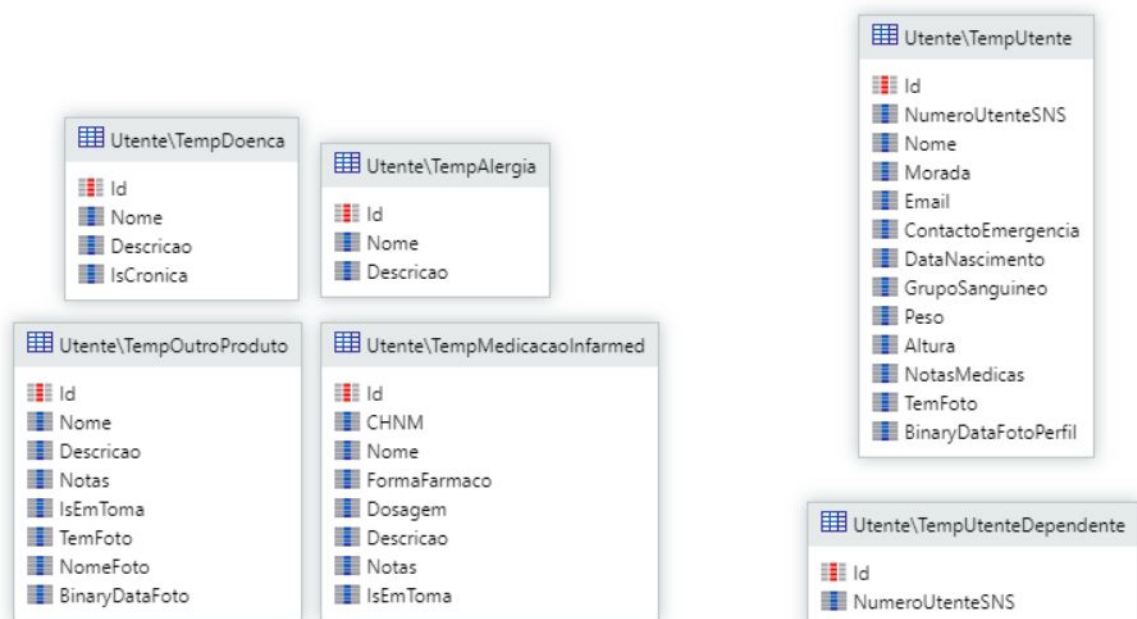 Utente\TempDoenca
Id
Nome
Descricao
IsCronica
Utente\TempAlergia
Id
Nome
Descricao
Utente\TempUtente
Id
NumeroUtenteSNS
Nome
Morada
Email
ContactoEmergencia
DataNascimento
GrupoSanguineo
Peso
Altura
NotasMedicas
TemFoto
BinaryDataFotoPerfil
Utente\TempOutroProduto
Id
Nome
Descricao
Notas
IsEmToma
TemFoto
NomeFoto
BinaryDataFoto
Utente\TempMedicacaoInfarmed
Id
CHNM
Nome
FormaFarmaco
Dosagem
Descricao
Notas
IsEmToma
Utente\TempUtenteDependente
Id
NumeroUtenteSNS